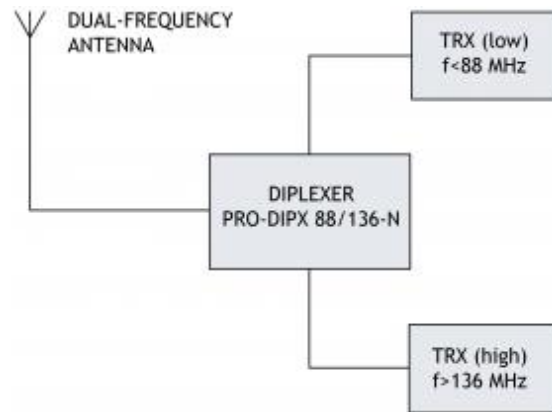 DUAL-FREQUENCY
ANTENNA
TRX (low)
f<88 MHz
DIPLEXER
PRO-DIPX 88/136-N
TRX (high)
f>136 MHz